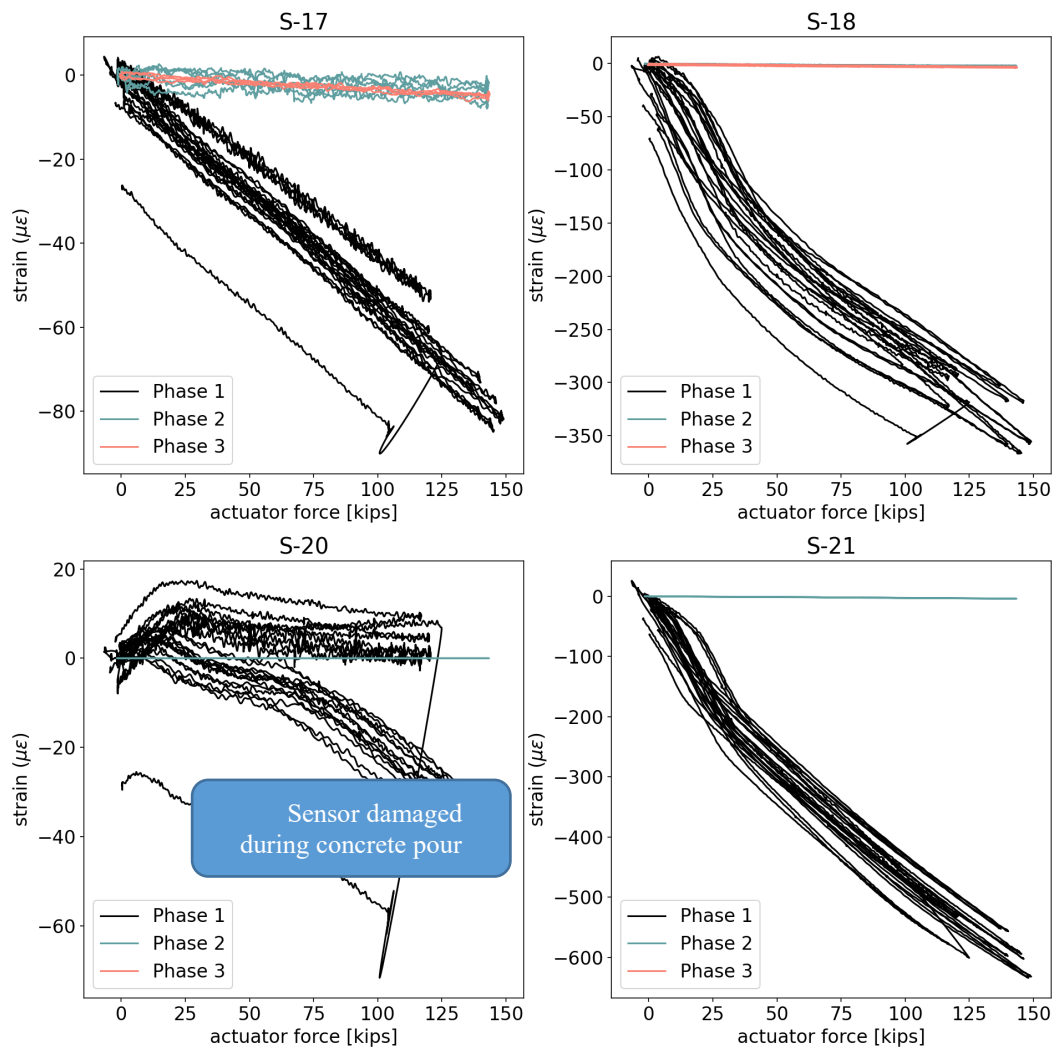 S-17
0
−20
−40
−60
−80
strain (με)
Phase 1
Phase 2
Phase 3
0 25 50 75 100 125 150
actuator force [kips]
S-18
0
−50
−100
−150
−200
−250
−300
−350
strain (με)
Phase 1
Phase 2
Phase 3
0 25 50 75 100 125 150
actuator force [kips]
S-20
20
0
−20
−40
−60
strain (με)
Sensor damaged
during concrete pour
Phase 1
Phase 2
Phase 3
0 25 50 75 100 125 150
actuator force [kips]
S-21
0
−100
−200
−300
−400
−500
−600
strain (με)
Phase 1
Phase 2
Phase 3
0 25 50 75 100 125 150
actuator force [kips]